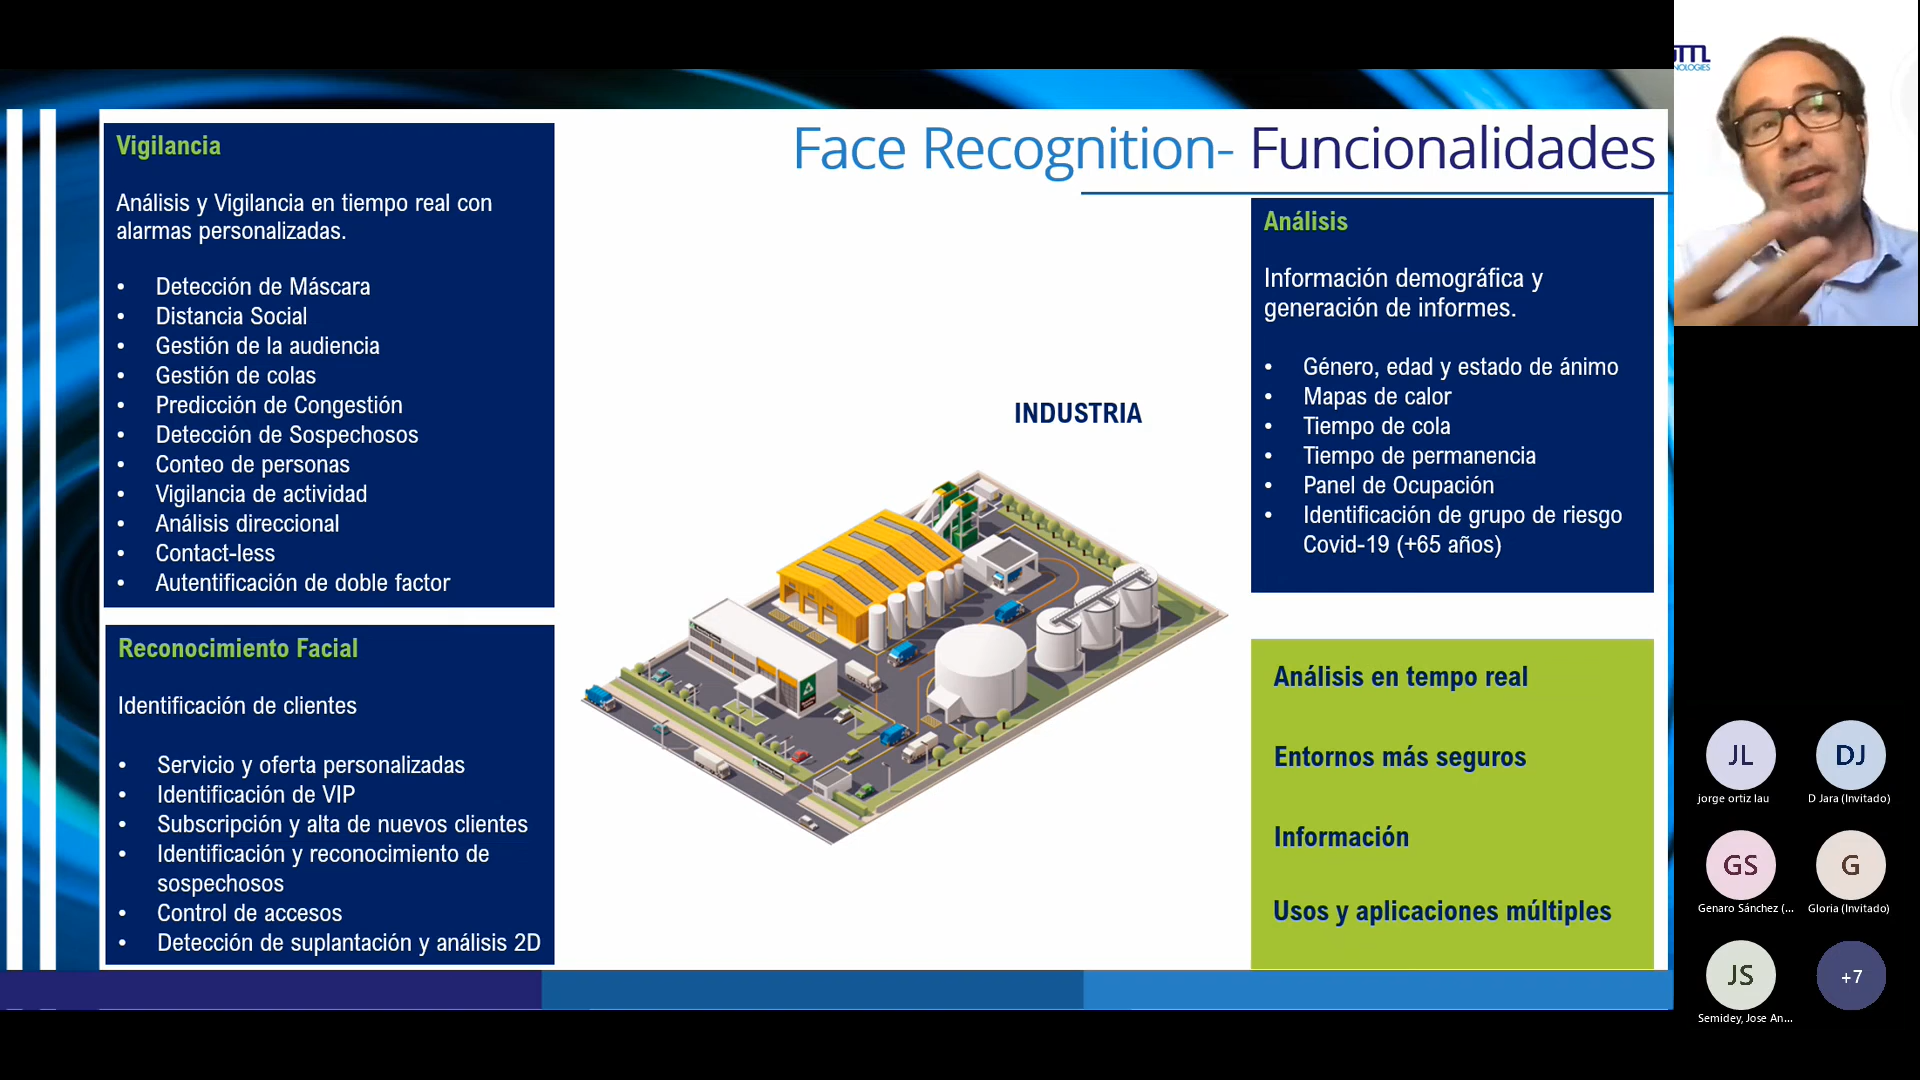 Face Recognition- Funcionalidades
Vigilancia
Análisis y Vigilancia en tiempo real con
alarmas personalizadas.
• Detección de Máscara
• Distancia Social
• Gestión de la audiencia
• Gestión de colas
• Predicción de Congestión
• Detección de Sospechosos
• Conteo de personas
• Vigilancia de actividad
• Análisis direccional
• Contact-less
• Autentificación de doble factor
Reconocimiento Facial
Identificación de clientes
• Servicio y oferta personalizadas
• Identificación de VIP
• Subscripción y alta de nuevos clientes
• Identificación y reconocimiento de
sospechosos
• Control de accesos
• Detección de suplantación y análisis 2D
INDUSTRIA
Análisis
Información demográfica y
generación de informes.
• Género, edad y estado de ánimo
• Mapas de calor
• Tiempo de cola
• Tiempo de permanencia
• Panel de Ocupación
• Identificación de grupo de riesgo
Covid-19 (+65 años)
Análisis en tempo real
Entornos más seguros
Información
Usos y aplicaciones múltiples
JL
jorge ortiz lau
DJ
D Jara (Invitado)
GS
Genaro Sánchez (...
G
Gloria (Invitado)
JS
Semidey, Jose An...
+7